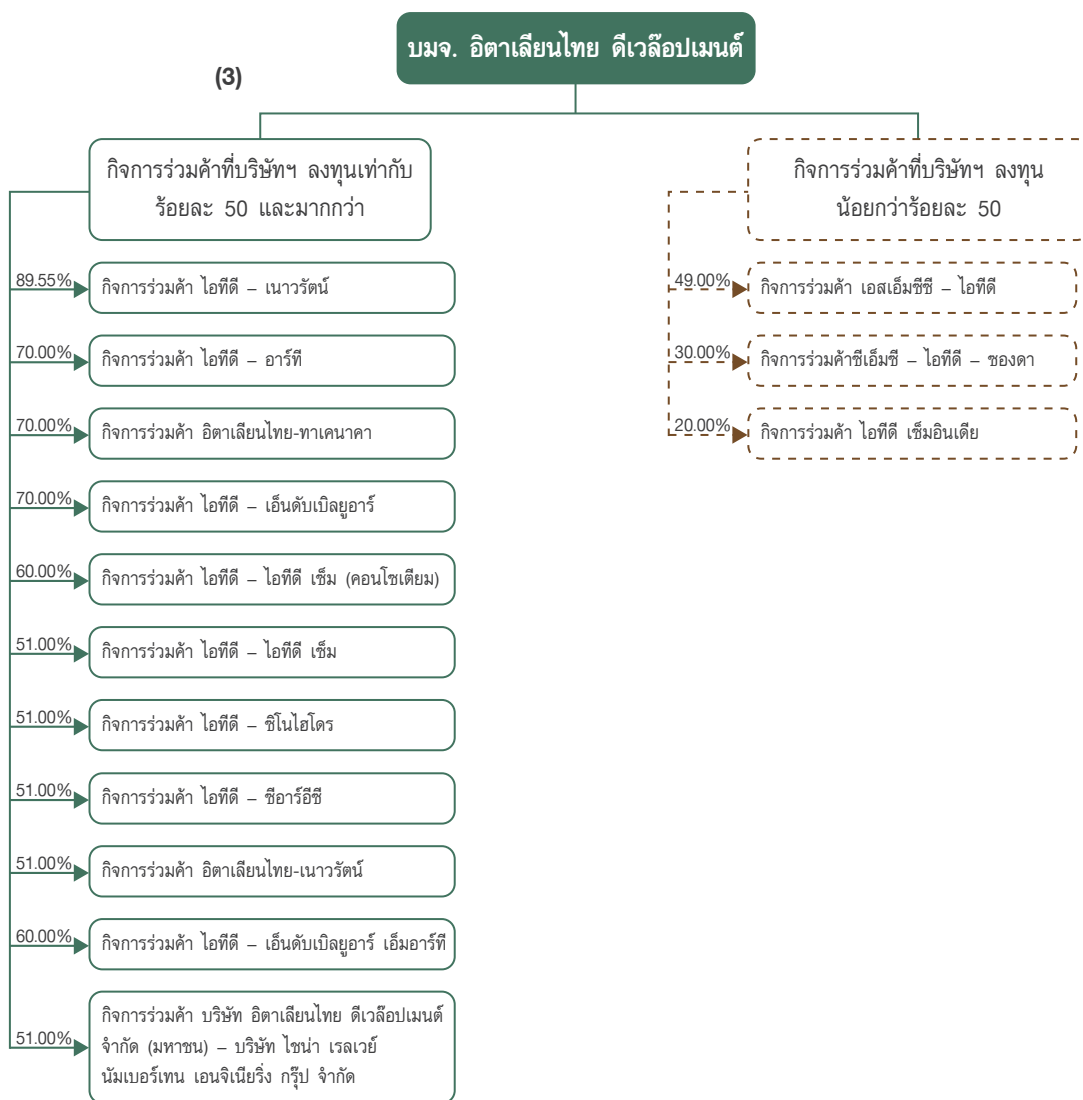 บมจ. อิตาเลียนไทย ดีเวล๊อปเมนต์
(3)
กิจการร่วมค้าที่บริษัทฯ ลงทุนเท่ากับ
ร้อยละ 50 และมากกว่า
89.55%
กิจการร่วมค้า ไอทีดี – เนาวรัตน์
70.00%
กิจการร่วมค้า ไอทีดี – อาร์ที
70.00%
กิจการร่วมค้า อิตาเลียนไทย-ทาเคนาคา
70.00%
กิจการร่วมค้า ไอทีดี – เอ็นดับเบิลยูอาร์
60.00%
กิจการร่วมค้า ไอทีดี – ไอทีดี เซ็ม (คอนโซเตียม)
51.00%
กิจการร่วมค้า ไอทีดี – ไอทีดี เซ็ม
51.00%
กิจการร่วมค้า ไอทีดี – ซิโนไฮโดร
51.00%
กิจการร่วมค้า ไอทีดี – ซีอาร์อีซี
51.00%
กิจการร่วมค้า อิตาเลียนไทย-เนาวรัตน์
60.00%
กิจการร่วมค้า ไอทีดี – เอ็นดับเบิลยูอาร์ เอ็มอาร์ที
51.00%
กิจการร่วมค้า บริษัท อิตาเลียนไทย ดีเวล๊อปเมนต์
จำกัด (มหาชน) – บริษัท ไชน่า เรลเวย์
นัมเบอร์เทน เอนจิเนียริ่ง กรุ๊ป จำกัด
กิจการร่วมค้าที่บริษัทฯ ลงทุน
น้อยกว่าร้อยละ 50
49.00%
กิจการร่วมค้า เอสเอ็มซีซี – ไอทีดี
30.00%
กิจการร่วมค้าซีเอ็มซี – ไอทีดี – ซองดา
20.00%
กิจการร่วมค้า ไอทีดี เซ็มอินเดีย